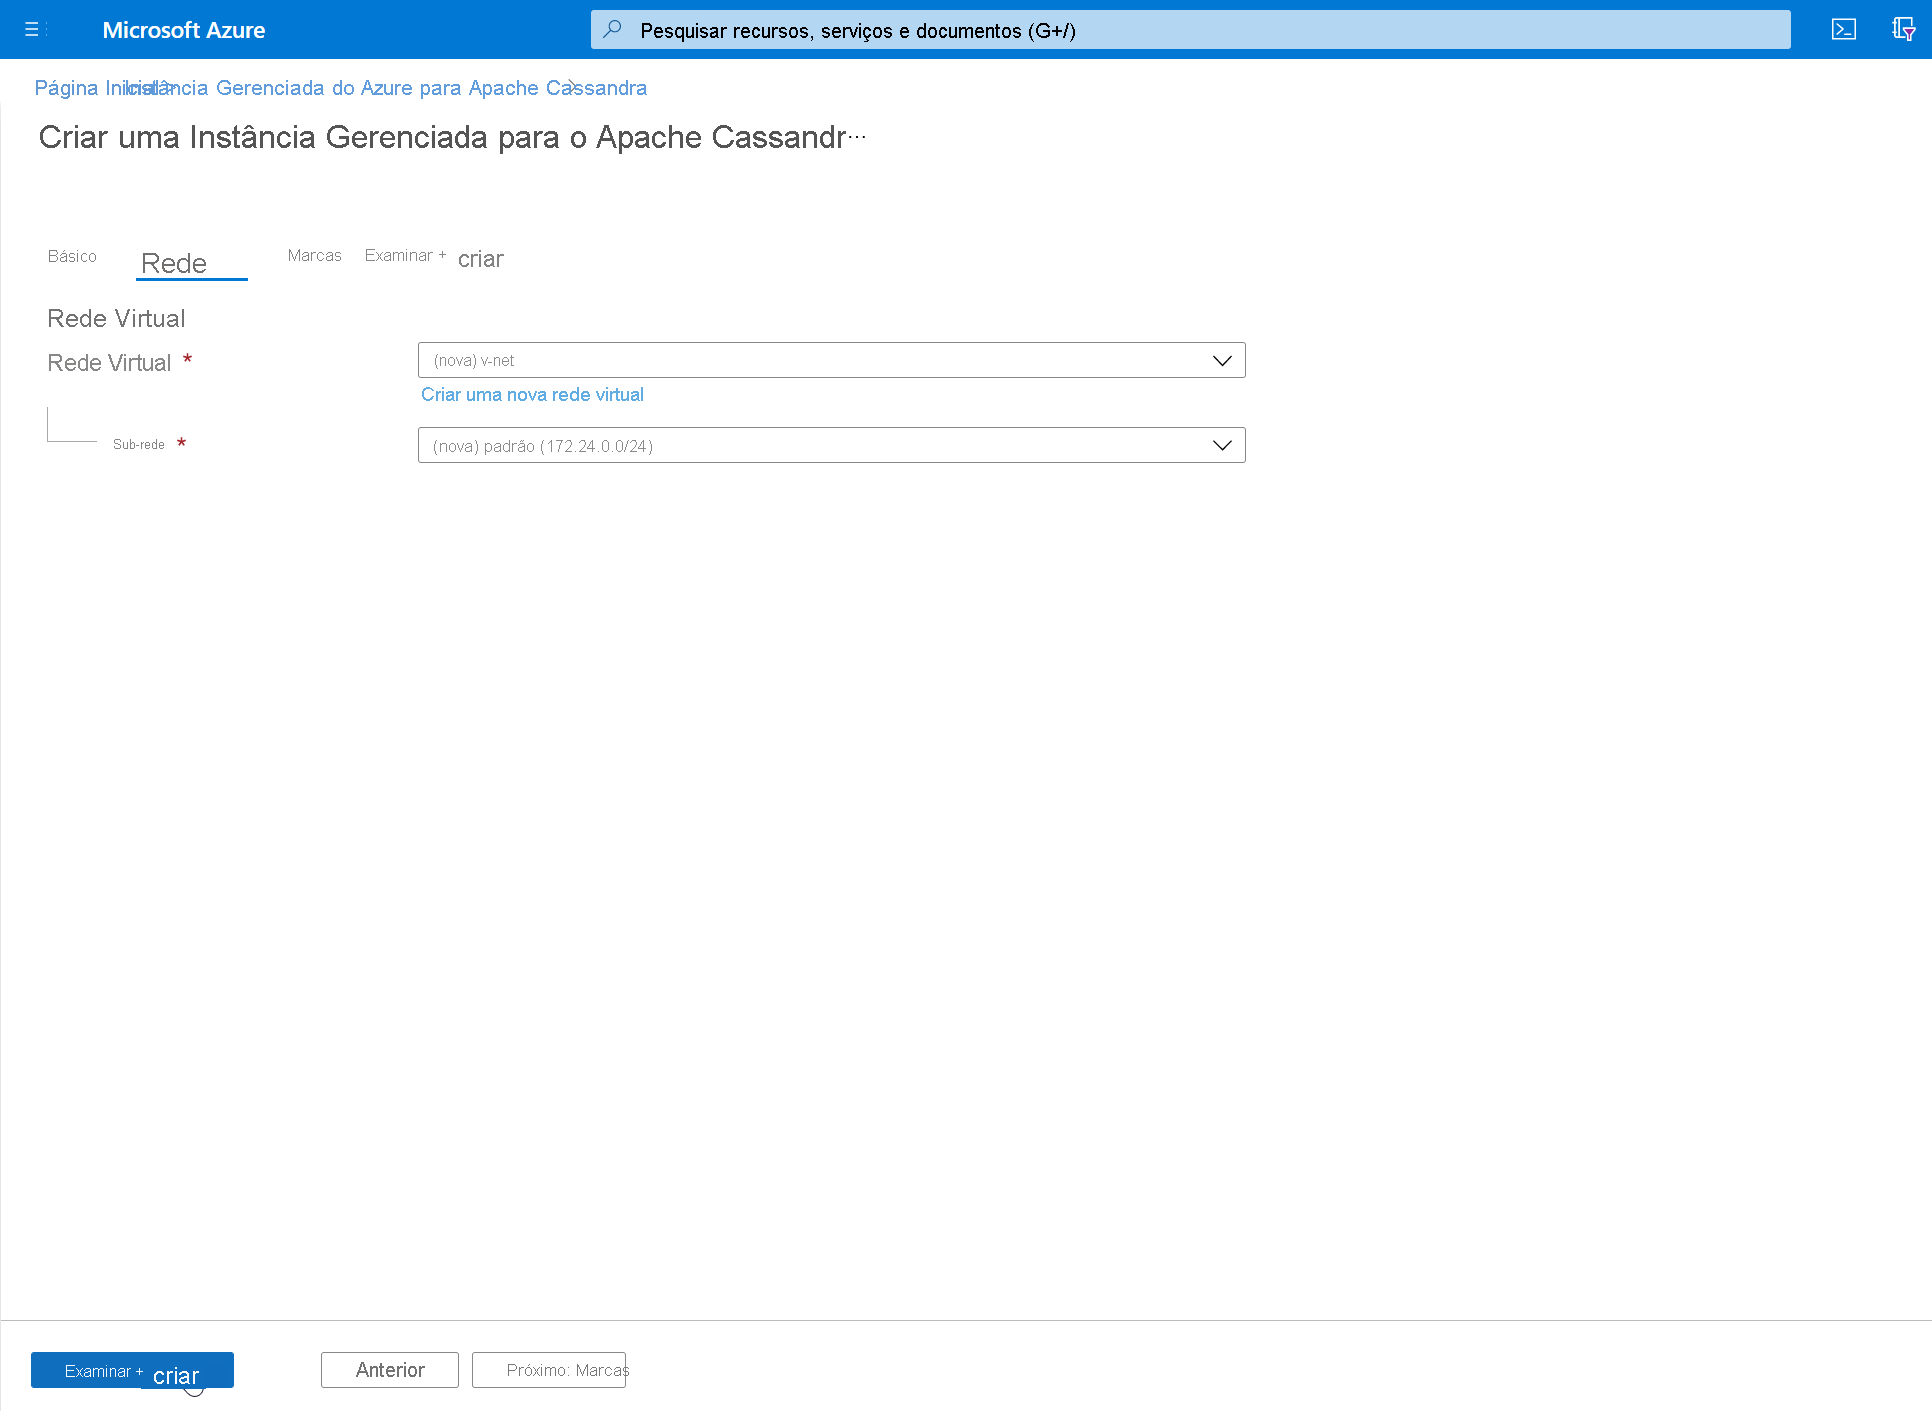 Microsoft Azure
Pesquisar recursos, serviços e documentos (G+/)
Página Inicial > Instância Gerenciada do Azure para Apache Cassandra >
Criar uma Instância Gerenciada para o Apache Cassandr...
Básico Rede Marcas Examinar + criar
Rede Virtual
Rede Virtual * (nova) v-net
Criar uma nova rede virtual
Sub-rede * (nova) padrão (172.24.0.0/24)
Examinar + criar Anterior Próximo: Marcas